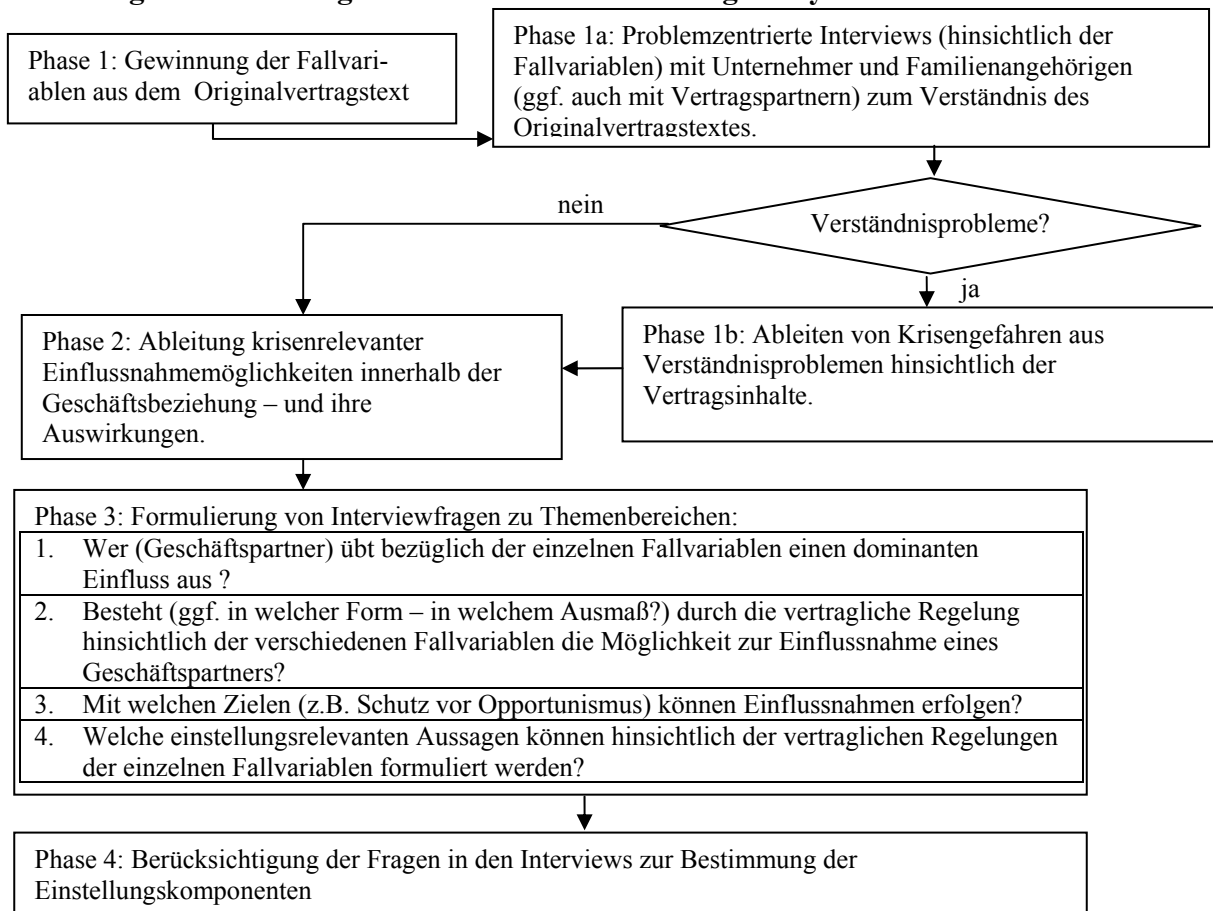 Phase 1: Gewinnung der Fallvari-
ablen aus dem Originalvertragstext
Phase 1a: Problemzentrierte Interviews (hinsichtlich der
Fallvariablen) mit Unternehmer und Familienangehörigen
(ggf. auch mit Vertragspartnern) zum Verständnis des
Originalvertragstextes.
nein
Verständnisprobleme?
ja
Phase 2: Ableitung krisenrelevanter
Einflussnahmemöglichkeiten innerhalb der
Geschäftsbeziehung – und ihre
Auswirkungen.
Phase 1b: Ableiten von Krisengefahren aus
Verständnisproblemen hinsichtlich der
Vertragsinhalte.
Phase 3: Formulierung von Interviewfragen zu Themenbereichen:
1. Wer (Geschäftspartner) übt bezüglich der einzelnen Fallvariablen einen dominanten
Einfluss aus ?
2. Besteht (ggf. in welcher Form – in welchem Ausmaß?) durch die vertragliche Regelung
hinsichtlich der verschiedenen Fallvariablen die Möglichkeit zur Einflussnahme eines
Geschäftspartners?
3. Mit welchen Zielen (z.B. Schutz vor Opportunismus) können Einflussnahmen erfolgen?
4. Welche einstellungsrelevanten Aussagen können hinsichtlich der vertraglichen Regelungen
der einzelnen Fallvariablen formuliert werden?
Phase 4: Berücksichtigung der Fragen in den Interviews zur Bestimmung der
Einstellungskomponenten